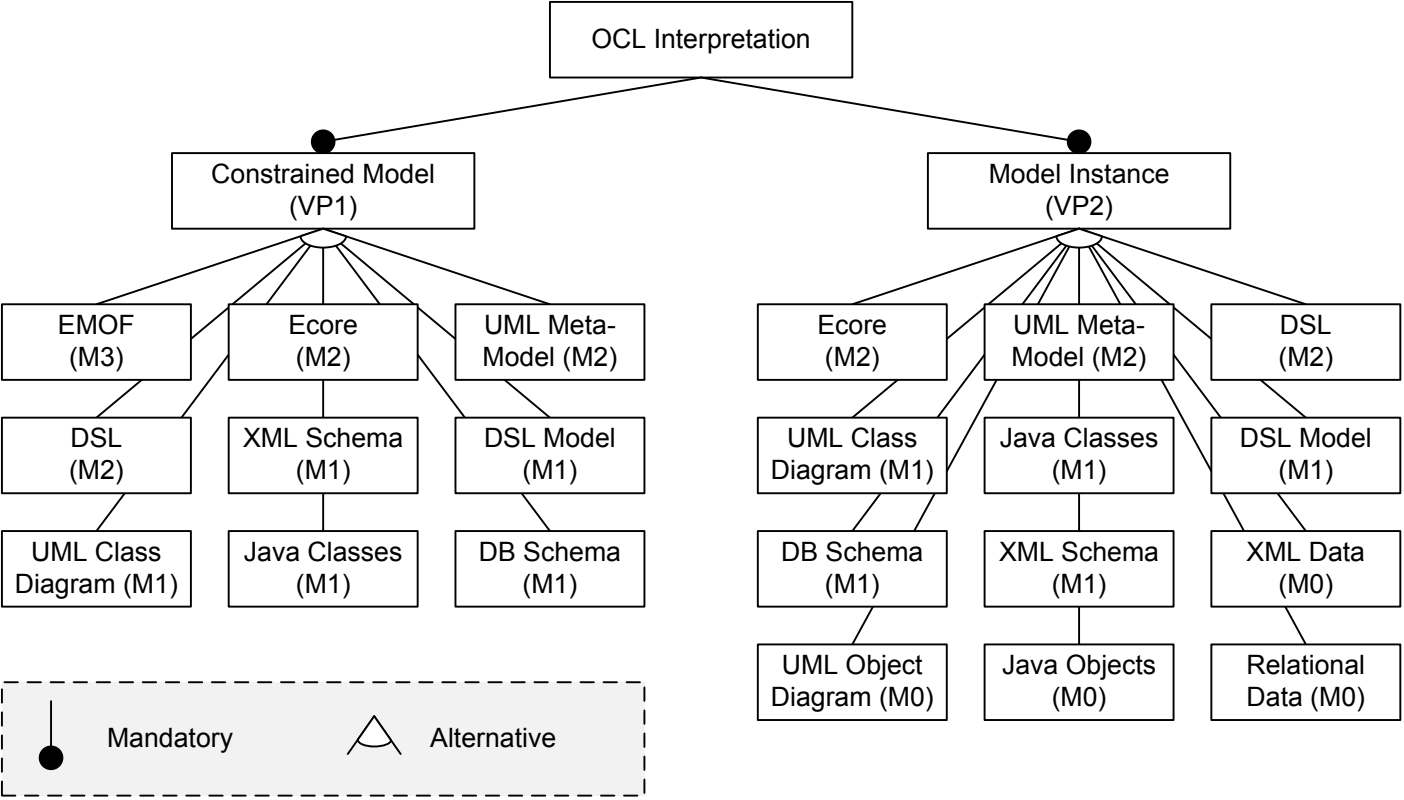 OCL Interpretation
Constrained Model
(VP1)
Model Instance
(VP2)
EMOF
(M3)
Ecore
(M2)
UML Meta-
Model (M2)
DSL
(M2)
XML Schema
(M1)
DSL Model
(M1)
UML Class
Diagram (M1)
Java Classes
(M1)
DB Schema
(M1)
Ecore
(M2)
UML Meta-
Model (M2)
DSL
(M2)
UML Class
Diagram (M1)
Java Classes
(M1)
DSL Model
(M1)
DB Schema
(M1)
XML Schema
(M1)
XML Data
(M0)
UML Object
Diagram (M0)
Java Objects
(M0)
Relational
Data (M0)
Mandatory
Alternative